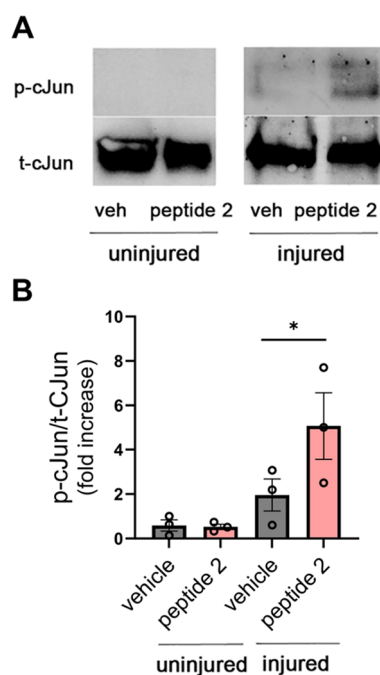 A
p-cJun
t-cJun
veh peptide 2 veh peptide 2
uninjured injured
B
p-cJun/t-CJun
(fold increase)
10
8
6
4
2
0
*
vehicle
peptide 2
vehicle
peptide 2
uninjured injured